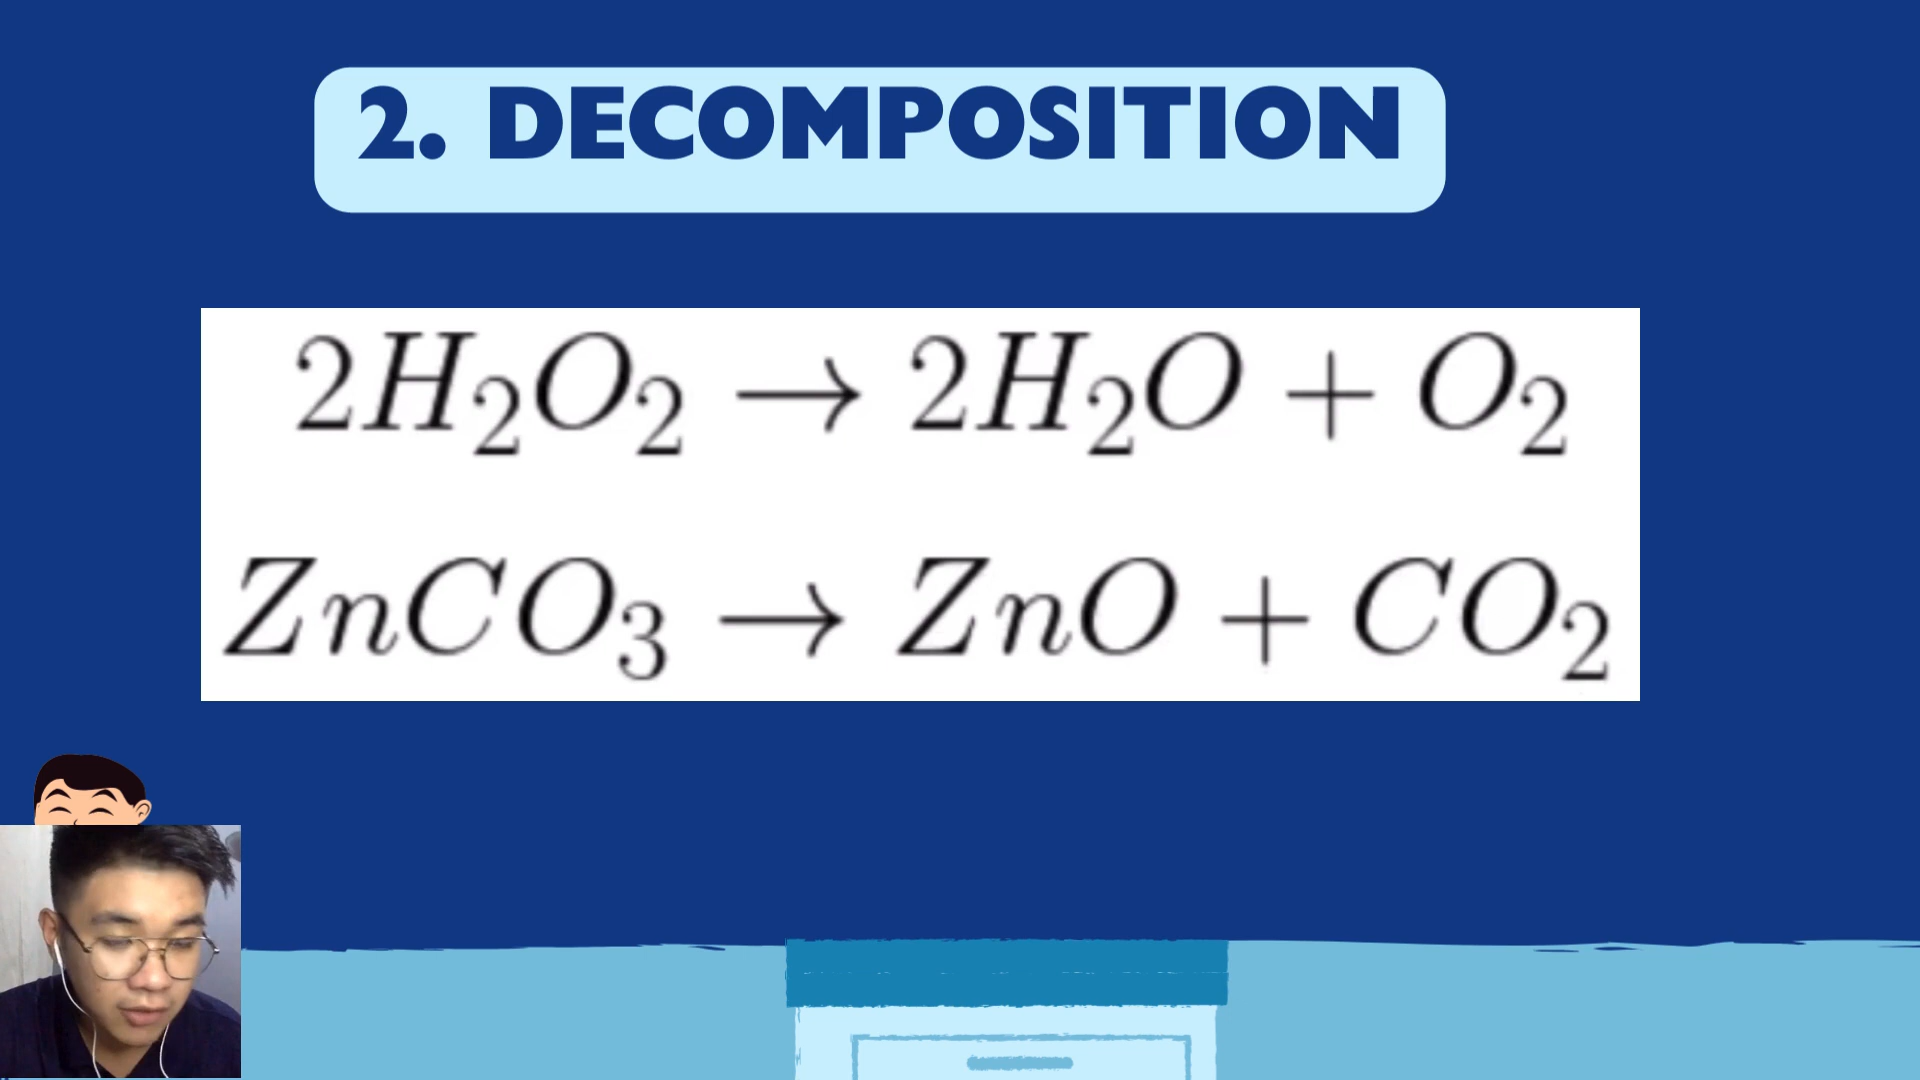 2. DECOMPOSITION
2H₂O₂ → 2H₂O + O₂
ZnCO₃ → ZnO + CO₂